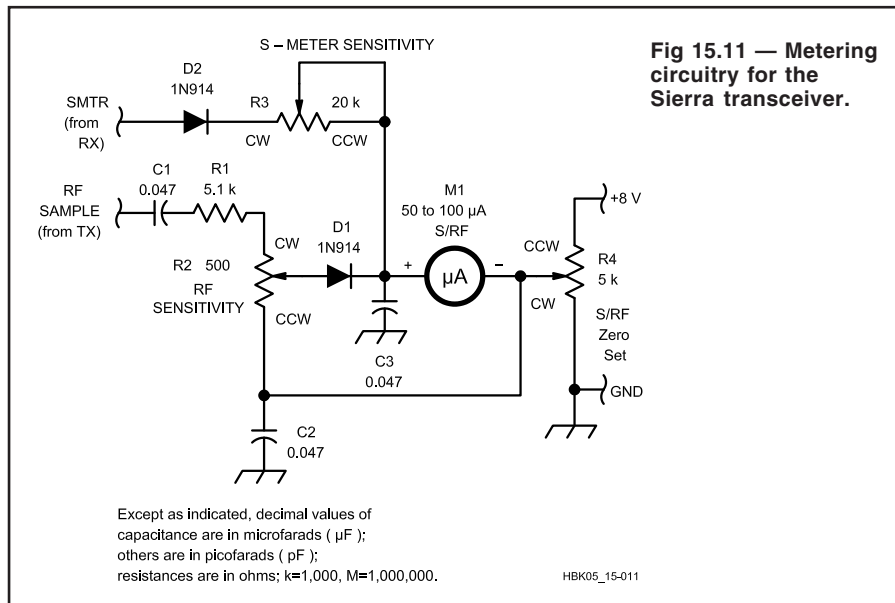 S – METER SENSITIVITY
Fig 15.11 — Metering
circuitry for the
Sierra transceiver.
D2
1N914
SMTR
(from
RX)
R3
20 k
CW
CCW
C1
0.047
R1
5.1 k
RF
SAMPLE
(from TX)
CW
R2 500
RF
SENSITIVITY
CCW
D1
1N914
M1
50 to 100 µA
S/RF
+
µA
–
+8 V
CCW
R4
5 k
CW
S/RF
Zero
Set
GND
C3
0.047
C2
0.047
Except as indicated, decimal values of
capacitance are in microfarads ( µF );
others are in picofarads ( pF );
resistances are in ohms; k=1,000, M=1,000,000.
HBK05_15-011